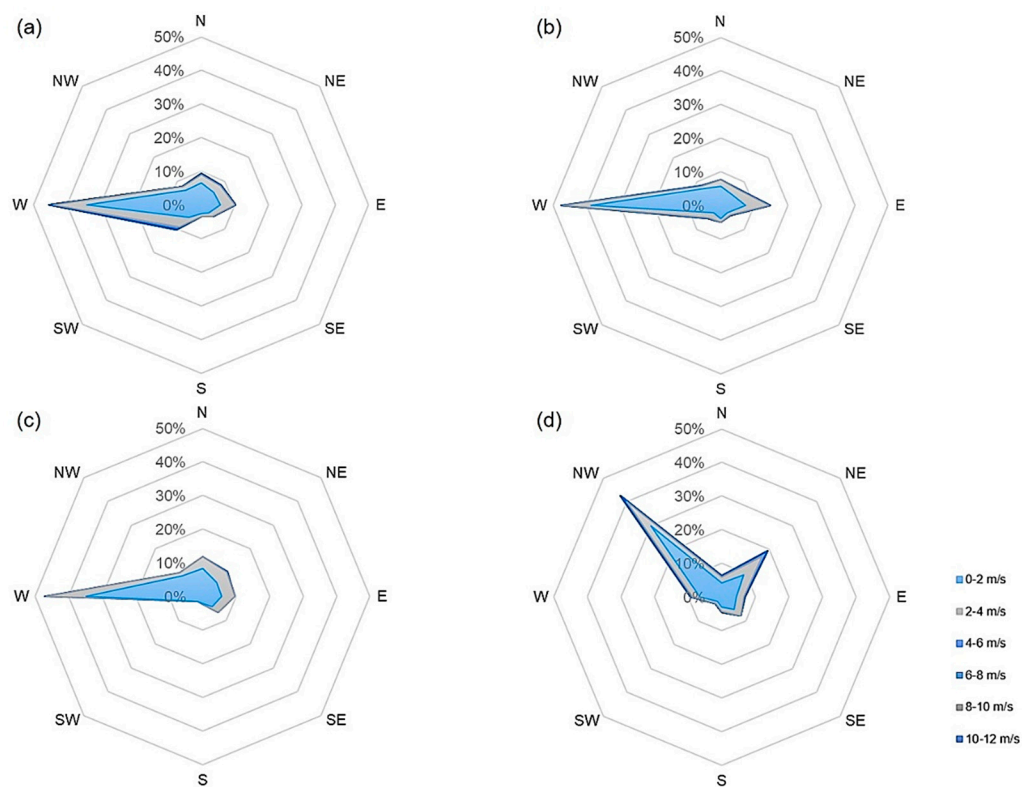 (a)
N
50%
40%
30%
20%
10%
0%
NW
NE
W
E
SW
SE
S
(b)
N
50%
40%
30%
20%
10%
0%
NW
NE
W
E
SW
SE
S
(c)
N
50%
40%
30%
20%
10%
0%
NW
NE
W
E
SW
SE
S
(d)
N
50%
40%
30%
20%
10%
0%
NW
NE
W
E
SW
SE
S
0-2 m/s
2-4 m/s
4-6 m/s
6-8 m/s
8-10 m/s
10-12 m/s